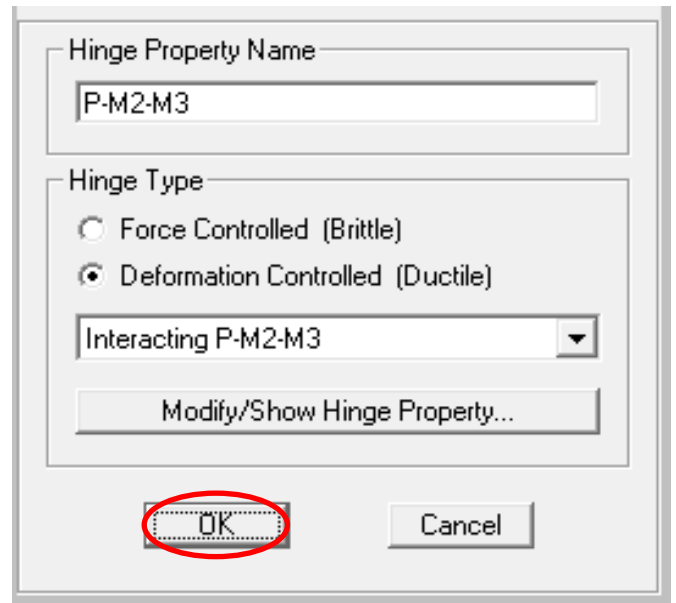 Hinge Property Name
P-M2-M3
Hinge Type
Force Controlled (Brittle)
Deformation Controlled (Ductile)
Interacting P-M2-M3
Modify/Show Hinge Property...
OK
Cancel